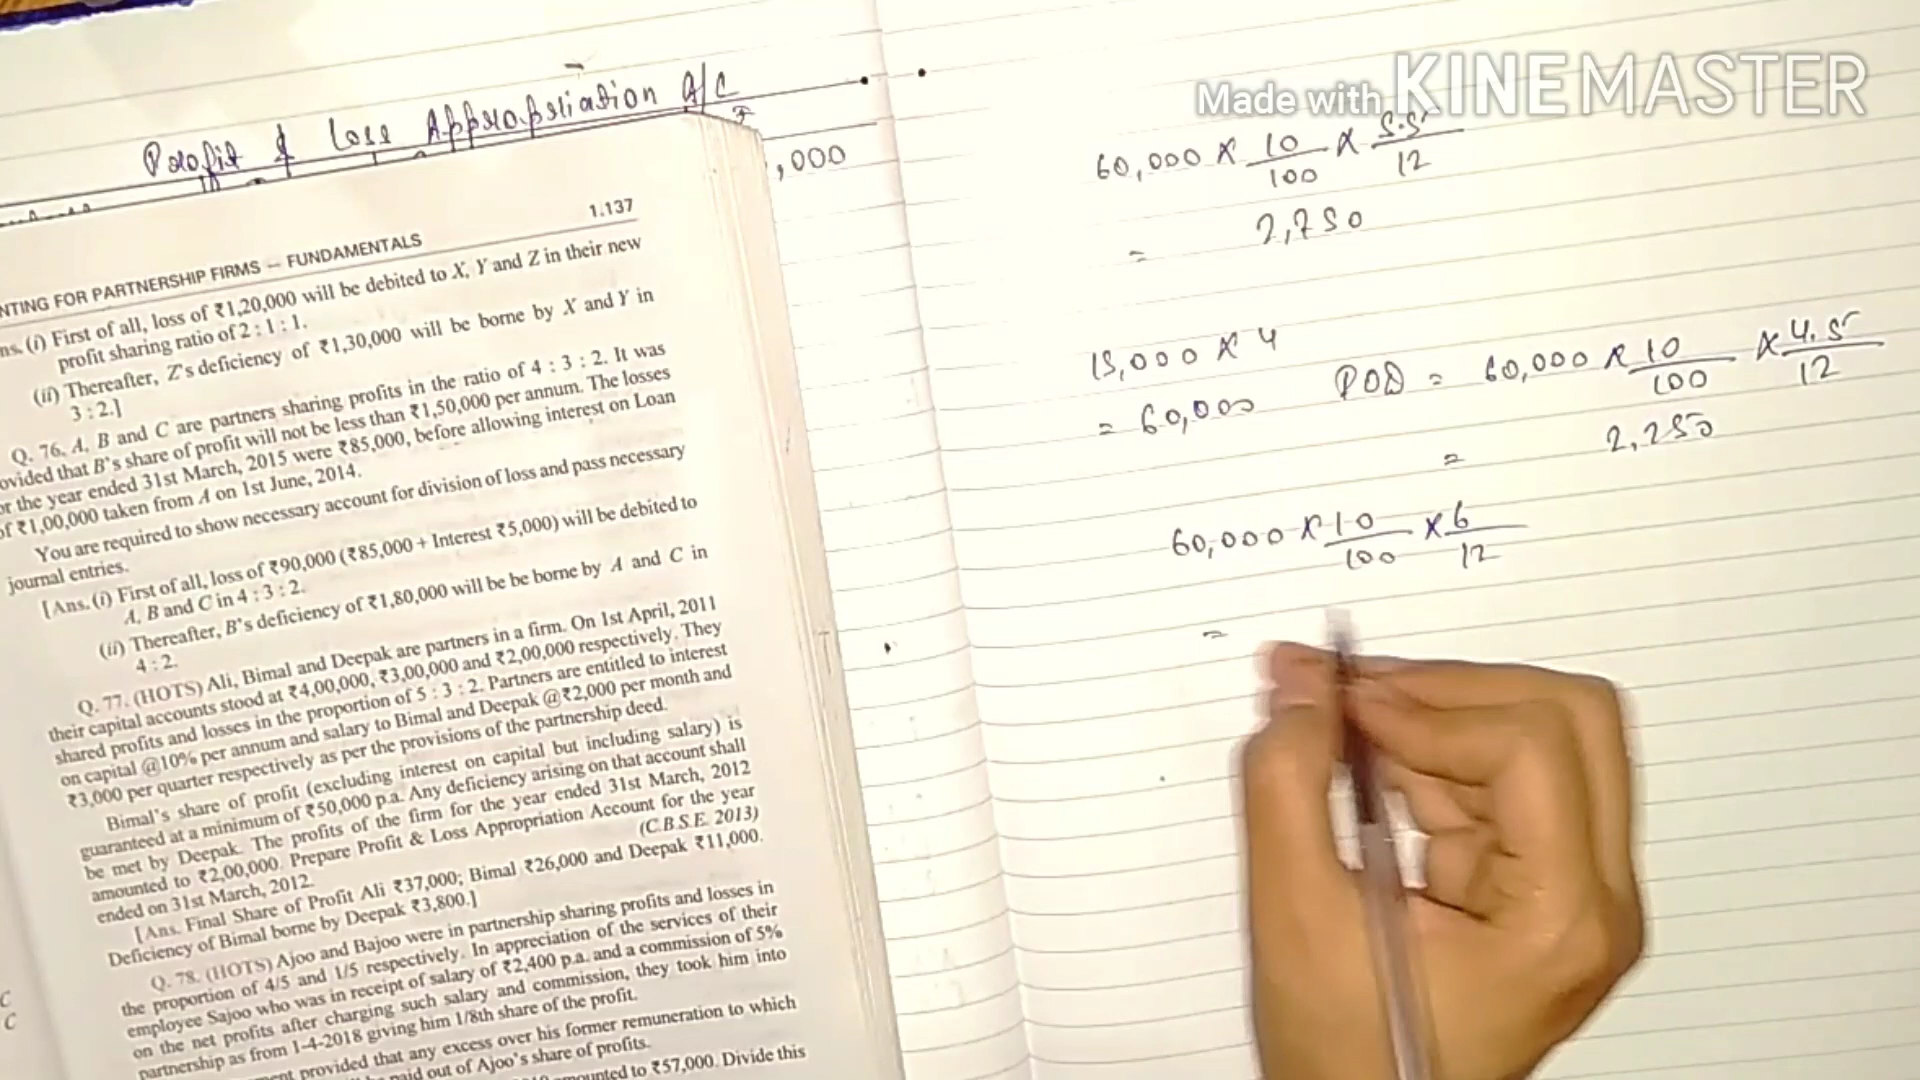 Made with KINEMASTER
Profit & Loss Appropriation A/C
₹
,000
1.137
NTING FOR PARTNERSHIP FIRMS – FUNDAMENTALS
ns. (i) First of all, loss of ₹1,20,000 will be debited to X, Y and Z in their new
profit sharing ratio of 2 : 1 : 1.
(ii) Thereafter, Z's deficiency of ₹1,30,000 will be borne by X and Y in
3 : 2.]
Q. 76. A, B and C are partners sharing profits in the ratio of 4 : 3 : 2. It was
ovided that B's share of profit will not be less than ₹1,50,000 per annum. The losses
or the year ended 31st March, 2015 were ₹85,000, before allowing interest on Loan
of ₹1,00,000 taken from A on 1st June, 2014.
You are required to show necessary account for division of loss and pass necessary
journal entries.
[Ans. (i) First of all, loss of ₹90,000 (₹85,000 + Interest ₹5,000) will be debited to
A, B and C in 4 : 3 : 2.
(ii) Thereafter, B's deficiency of ₹1,80,000 will be be borne by A and C in
4 : 2.
Q. 77. (HOTS) Ali, Bimal and Deepak are partners in a firm. On 1st April, 2011
their capital accounts stood at ₹4,00,000, ₹3,00,000 and ₹2,00,000 respectively. They
shared profits and losses in the proportion of 5 : 3 : 2. Partners are entitled to interest
on capital @10% per annum and salary to Bimal and Deepak @₹2,000 per month and
₹3,000 per quarter respectively as per the provisions of the partnership deed.
Bimal's share of profit (excluding interest on capital but including salary) is
guaranteed at a minimum of ₹50,000 p.a. Any deficiency arising on that account shall
be met by Deepak. The profits of the firm for the year ended 31st March, 2012
amounted to ₹2,00,000. Prepare Profit & Loss Appropriation Account for the year
ended on 31st March, 2012.
(C.B.S.E. 2013)
[Ans. Final Share of Profit Ali ₹37,000; Bimal ₹26,000 and Deepak ₹11,000.
Deficiency of Bimal borne by Deepak ₹3,800.]
Q. 78. (HOTS) Ajoo and Bajoo were in partnership sharing profits and losses in
the proportion of 4/5 and 1/5 respectively. In appreciation of the services of their
employee Sajoo who was in receipt of salary of ₹2,400 p.a. and a commission of 5%
on the net profits after charging such salary and commission, they took him into
partnership as from 1-4-2018 giving him 1/8th share of the profit.
provided that any excess over his former remuneration to which
paid out of Ajoo's share of profits.
amounted to ₹57,000. Divide this
C
C
60,000 × 10/100 × 5.5/12
= 2,750
15,000 × 4
= 60,000
POD = 60,000 × 10/100 × 4.5/12
= 2,250
60,000 × 10/100 × 6/12
=